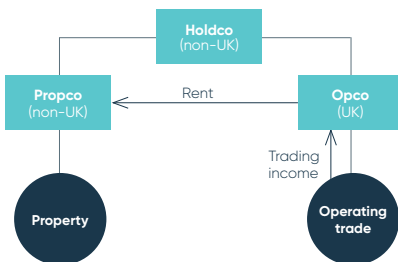 Holdco
(non-UK)
Propco
(non-UK)
Rent
Opco
(UK)
Trading
income
Property
Operating
trade